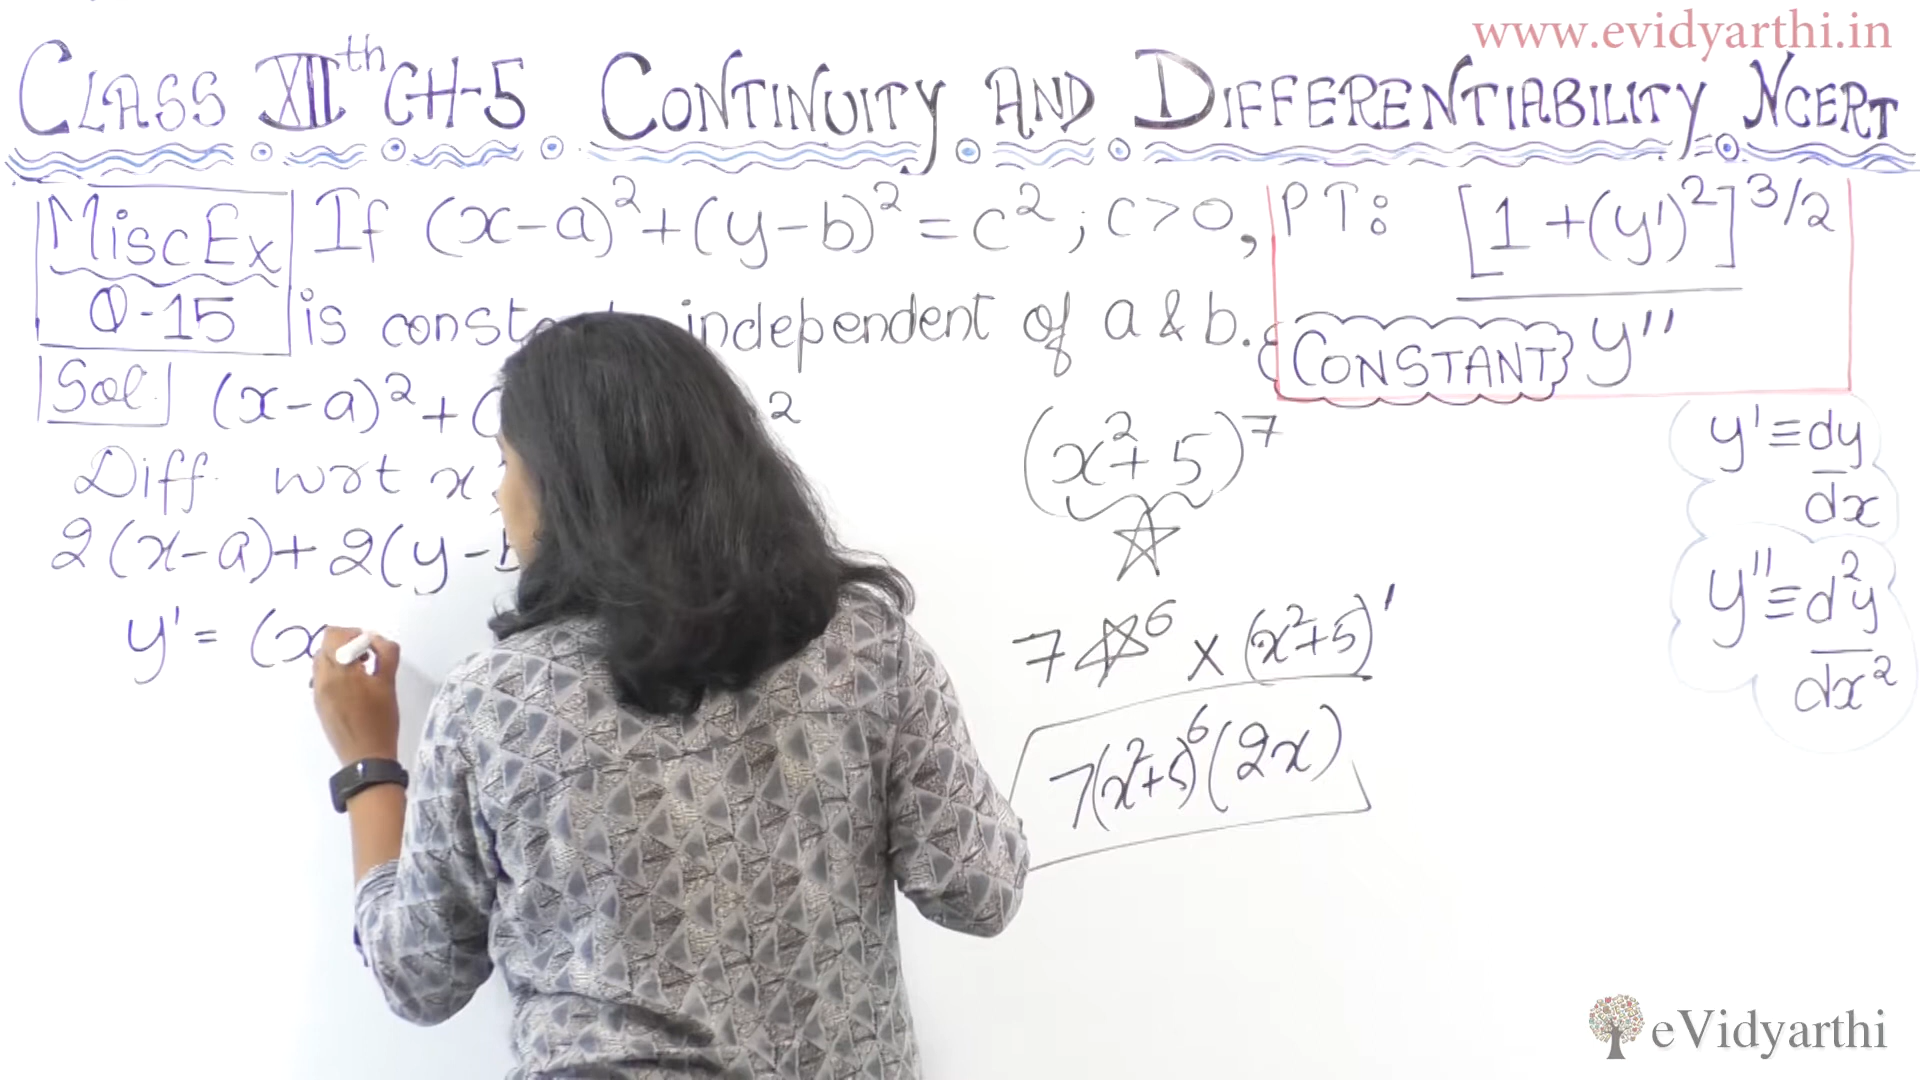 www.evidyarthi.in
CLASS XIIth CH-5 CONTINUITY AND DIFFERENTIABILITY NCERT
Misc Ex
Q-15
If (x-a)² + (y-b)² = c² ; c>0,
is independent of a & b.
PT: [1 + (y')²]^3/2
y''
CONSTANT
Sol
(x-a)² + ( ²
Diff. wrt x
2(x-a) + 2(y-
y' = (x
(x²+5)^7
7 ☆^6 × (x²+5)'
7(x²+5)^6 (2x)
y' ≡ dy
dx
y'' ≡ d²y
dx²
eVidyarthi